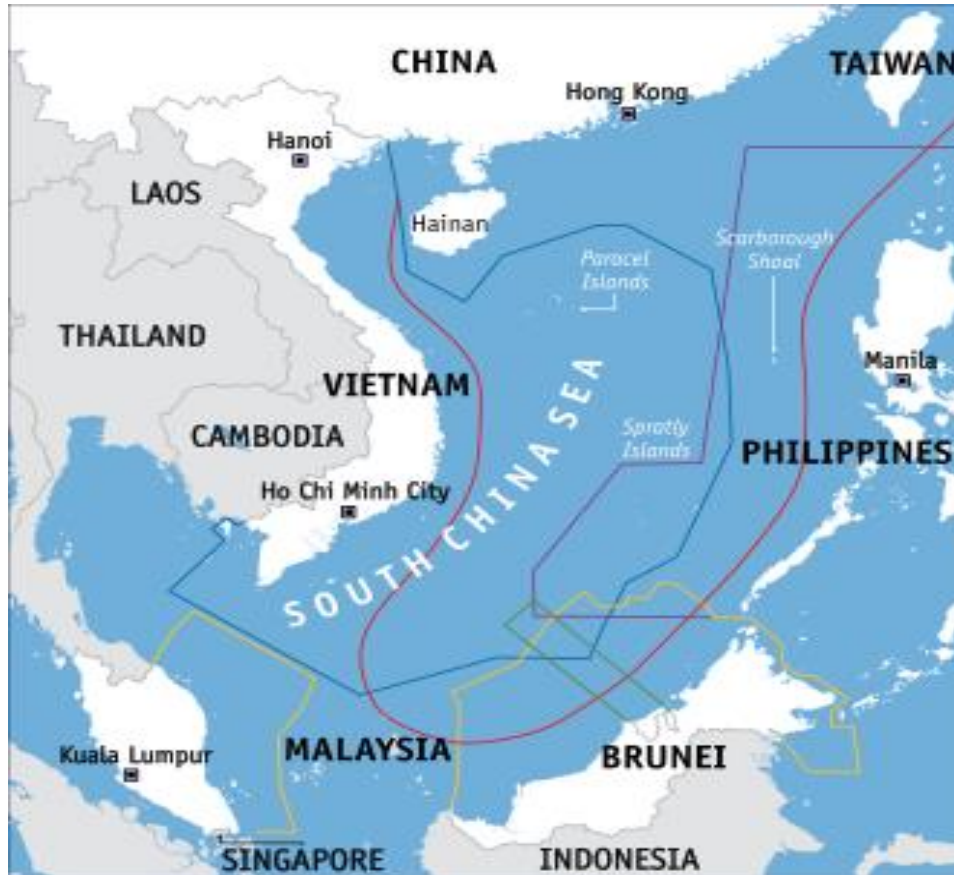 CHINA
TAIWAN
Hong Kong
Hanoi
LAOS
Hainan
Scarborough
Shoal
Paracel
Islands
THAILAND
VIETNAM
Manila
CAMBODIA
Spratly
Islands
PHILIPPINES
Ho Chi Minh City
SOUTH CHINA SEA
MALAYSIA
Kuala Lumpur
BRUNEI
SINGAPORE
INDONESIA